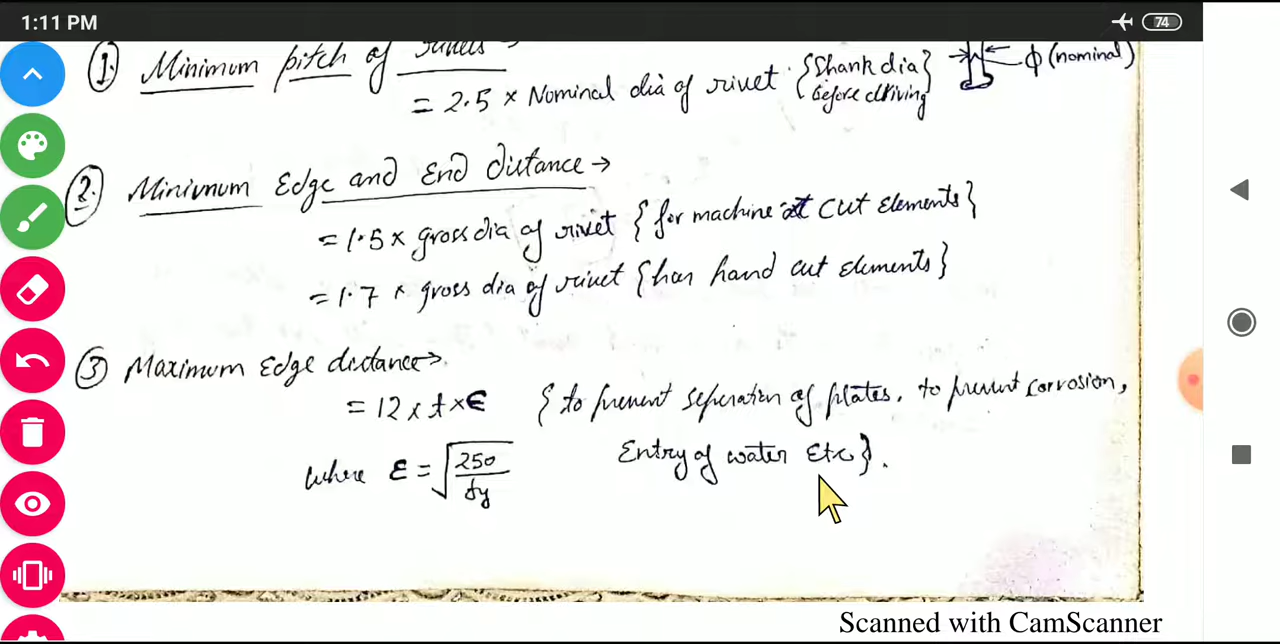 1:11 PM
74
① Minimum pitch of rivets →
= 2.5 × Nominal dia of rivet {Shank dia before driving} ϕ (nominal)
② Minimum Edge and End distance →
= 1.5 × gross dia of rivet {for machine cut Elements}
= 1.7 × gross dia of rivet {for hand cut elements}
③ Maximum Edge distance →
= 12 × t × ϵ {to prevent seperation of plates, to prevent corrosion,
where ε = √250/fy Entry of water Etc}.
Scanned with CamScanner